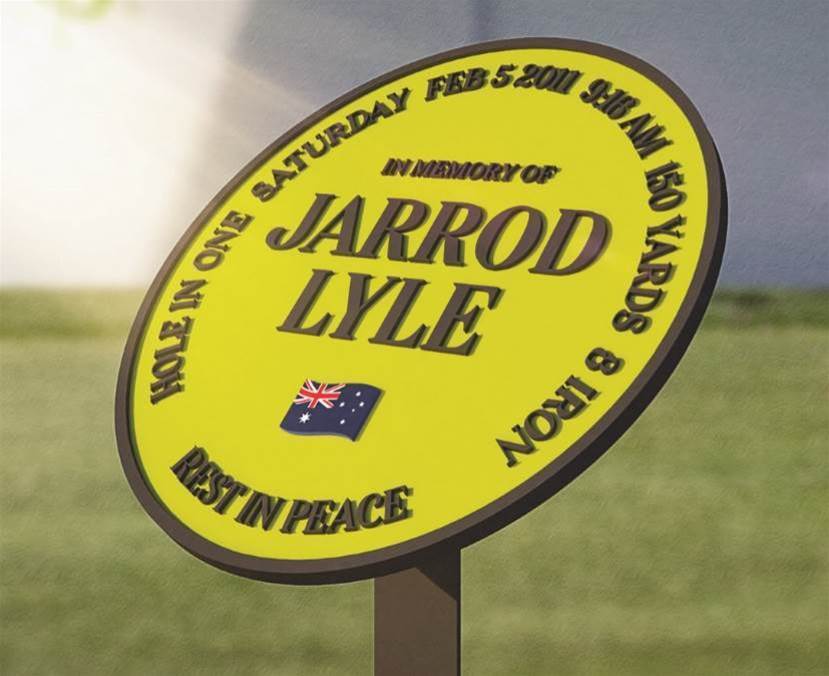 HOLE IN ONE SATURDAY FEB 5 2011 9:16 AM 150 YARDS 8 IRON
IN MEMORY OF
JARROD
LYLE
REST IN PEACE